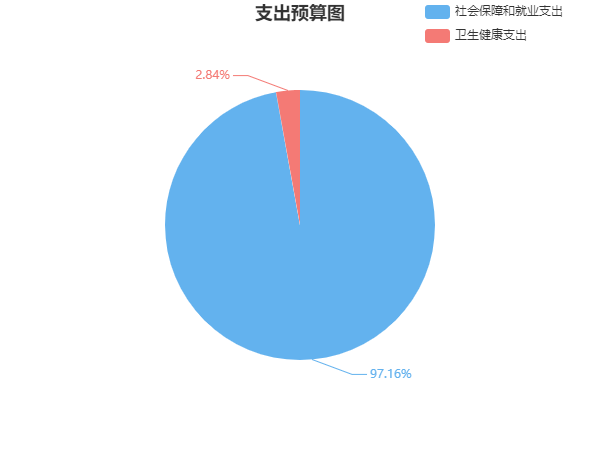 支出预算图
社会保障和就业支出
卫生健康支出
2.84%
97.16%